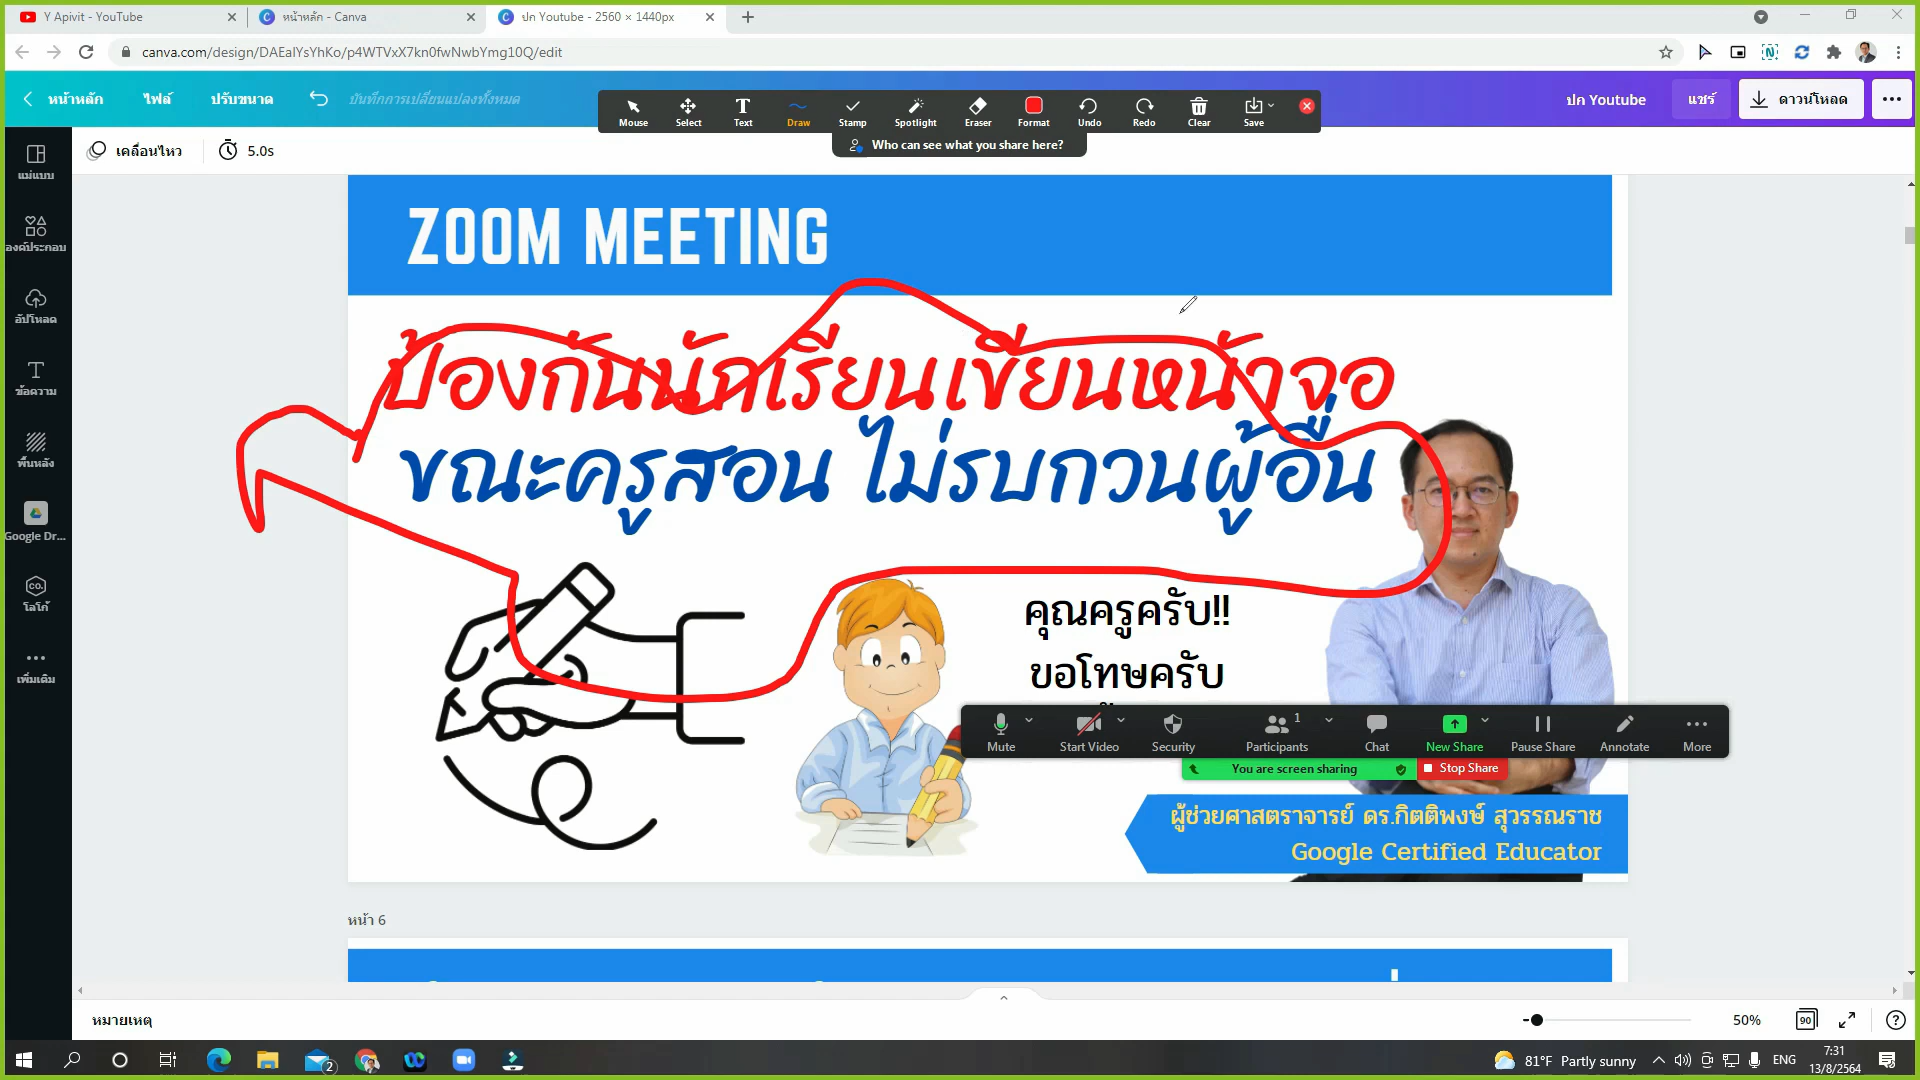 Y Apivit - YouTube
หน้าหลัก - Canva
ปก Youtube - 2560 × 1440px
canva.com/design/DAEalYsYhKo/p4WTVxX7kn0fwNwbYmg10Q/edit
หน้าหลัก
ไฟล์
ปรับขนาด
บันทึกการเปลี่ยนแปลงทั้งหมด
ปก Youtube
แชร์
ดาวน์โหลด
Mouse
Select
Text
Draw
Stamp
Spotlight
Eraser
Format
Undo
Redo
Clear
Save
Who can see what you share here?
เคลื่อนไหว
5.0s
แม่แบบ
องค์ประกอบ
อัปโหลด
ข้อความ
พื้นหลัง
Google Dr...
CO.
โลโก้
เพิ่มเติม
ZOOM MEETING
ป้องกันนักเรียนเขียนหน้าจอ
ขณะครูสอน ไม่รบกวนผู้อื่น
คุณครูครับ!!
ขอโทษครับ
Mute
Start Video
Security
Participants
1
Chat
New Share
Pause Share
Annotate
More
You are screen sharing
Stop Share
ผู้ช่วยศาสตราจารย์ ดร.กิตติพงษ์ สุวรรณราช
Google Certified Educator
หน้า 6
หมายเหตุ
50%
90
2
81°F Partly sunny
ENG
7:31
13/8/2564